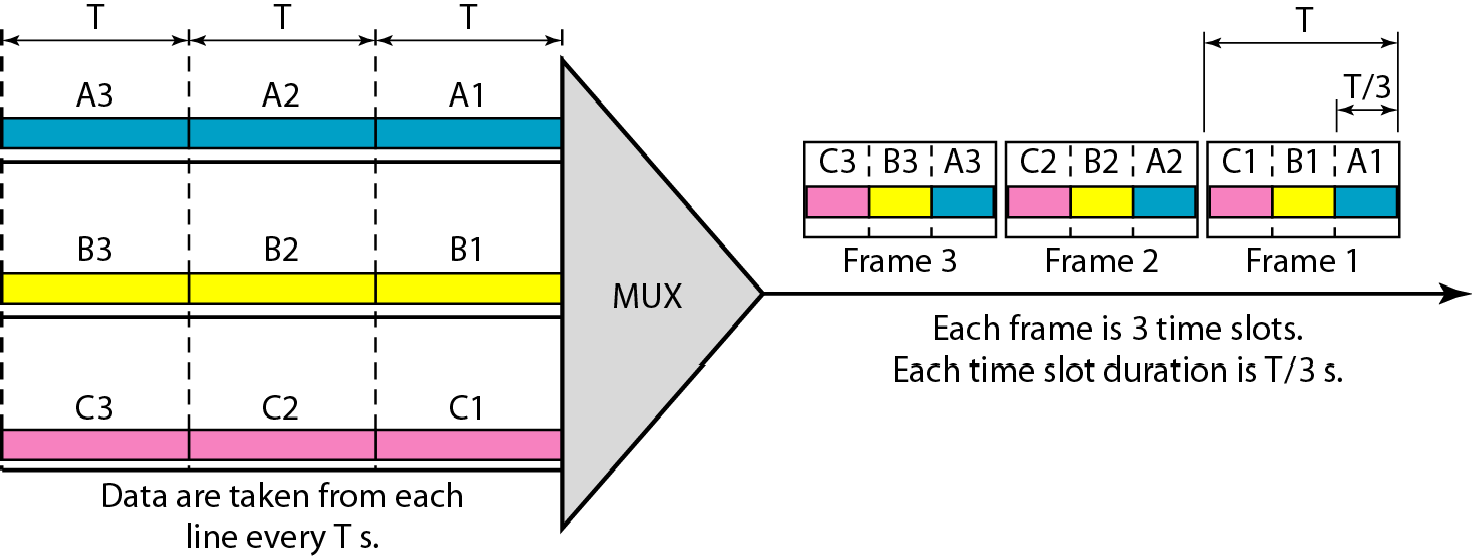 T T T
A3 A2 A1
B3 B2 B1
C3 C2 C1
Data are taken from each
line every T s.
MUX
T
T/3
C3 B3 A3 C2 B2 A2 C1 B1 A1
Frame 3 Frame 2 Frame 1
Each frame is 3 time slots.
Each time slot duration is T/3 s.